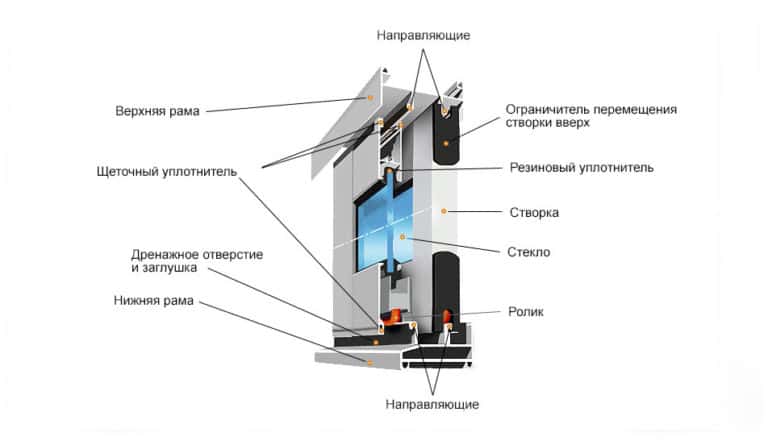 Направляющие
Верхняя рама
Ограничитель перемещения
створки вверх
Щеточный уплотнитель
Резиновый уплотнитель
Створка
Дренажное отверстие
и заглушка
Стекло
Нижняя рама
Ролик
Направляющие